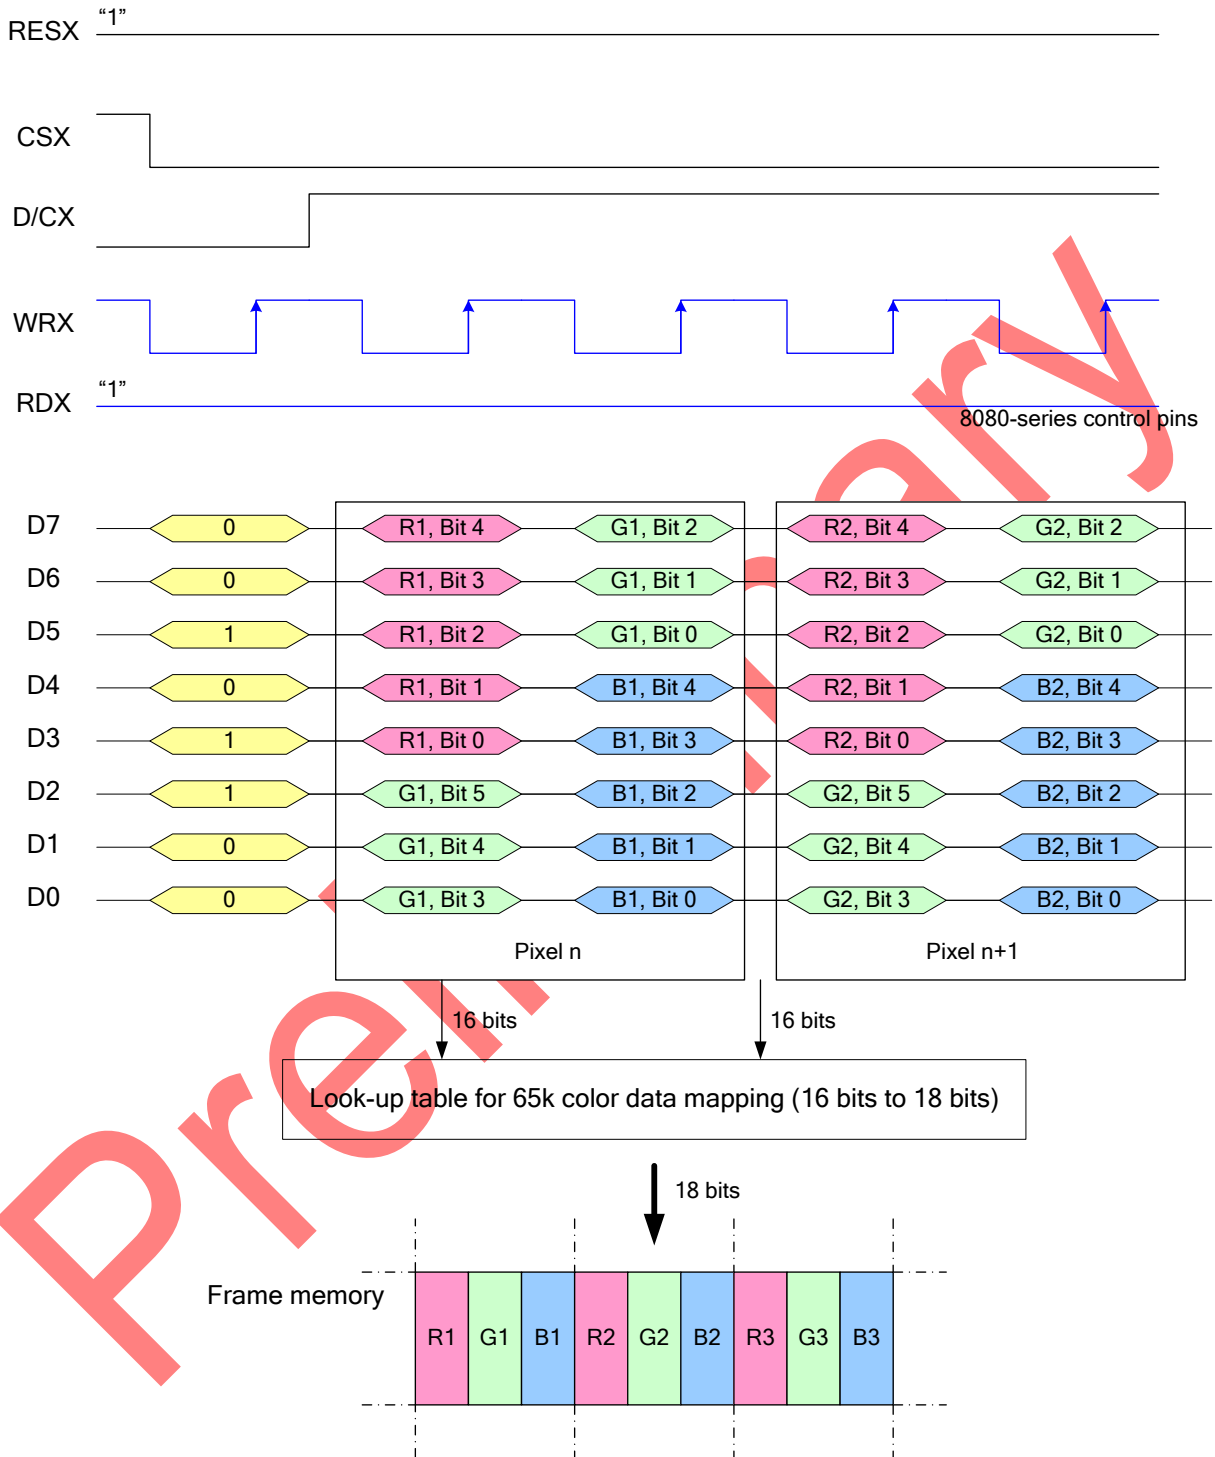 RESX "1"
CSX
D/CX
WRX
RDX "1"
8080-series control pins
D7 0 R1, Bit 4 G1, Bit 2 R2, Bit 4 G2, Bit 2
D6 0 R1, Bit 3 G1, Bit 1 R2, Bit 3 G2, Bit 1
D5 1 R1, Bit 2 G1, Bit 0 R2, Bit 2 G2, Bit 0
D4 0 R1, Bit 1 B1, Bit 4 R2, Bit 1 B2, Bit 4
D3 1 R1, Bit 0 B1, Bit 3 R2, Bit 0 B2, Bit 3
D2 1 G1, Bit 5 B1, Bit 2 G2, Bit 5 B2, Bit 2
D1 0 G1, Bit 4 B1, Bit 1 G2, Bit 4 B2, Bit 1
D0 0 G1, Bit 3 B1, Bit 0 G2, Bit 3 B2, Bit 0
Pixel n Pixel n+1
16 bits 16 bits
Look-up table for 65k color data mapping (16 bits to 18 bits)
18 bits
Frame memory
R1 G1 B1 R2 G2 B2 R3 G3 B3
Preliminary